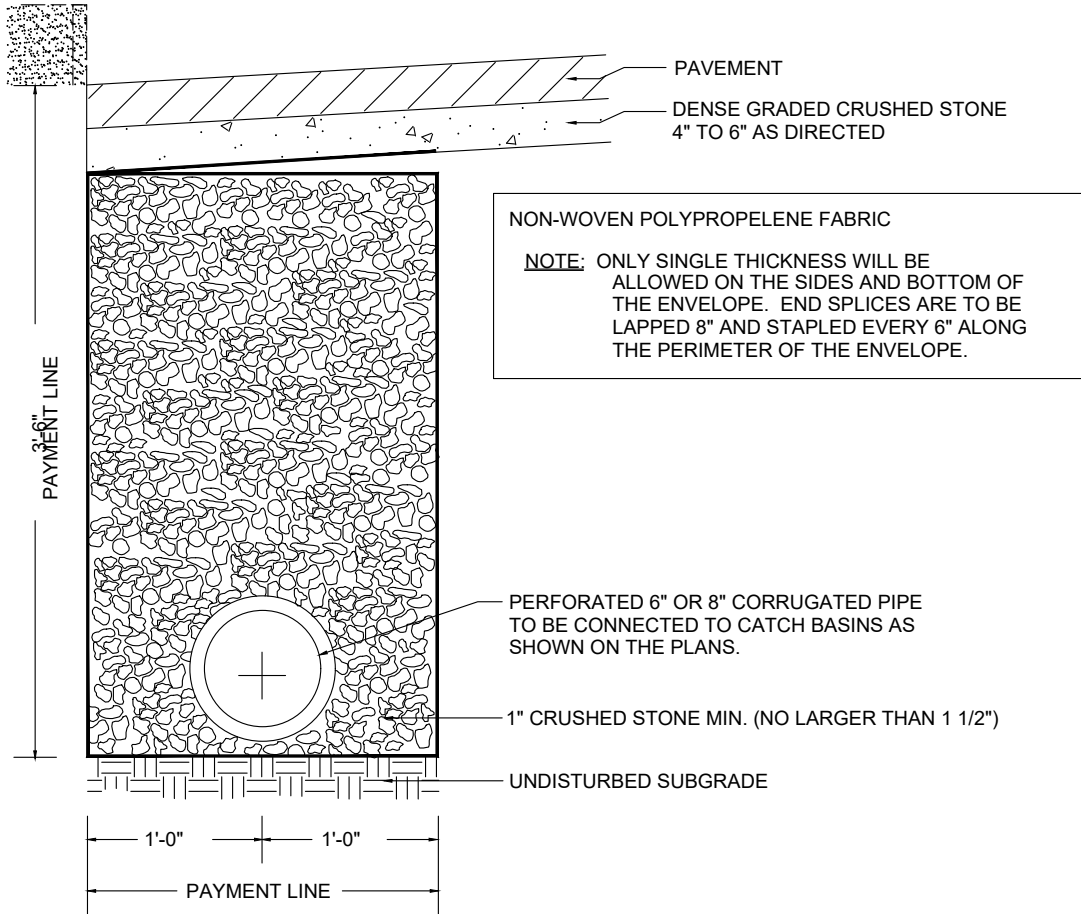 PAVEMENT
DENSE GRADED CRUSHED STONE
4" TO 6" AS DIRECTED
NON-WOVEN POLYPROPELENE FABRIC
NOTE: ONLY SINGLE THICKNESS WILL BE
ALLOWED ON THE SIDES AND BOTTOM OF
THE ENVELOPE. END SPLICES ARE TO BE
LAPPED 8" AND STAPLED EVERY 6" ALONG
THE PERIMETER OF THE ENVELOPE.
3'-6"
PAYMENT LINE
PERFORATED 6" OR 8" CORRUGATED PIPE
TO BE CONNECTED TO CATCH BASINS AS
SHOWN ON THE PLANS.
1" CRUSHED STONE MIN. (NO LARGER THAN 1 1/2")
UNDISTURBED SUBGRADE
1'-0" 1'-0"
PAYMENT LINE